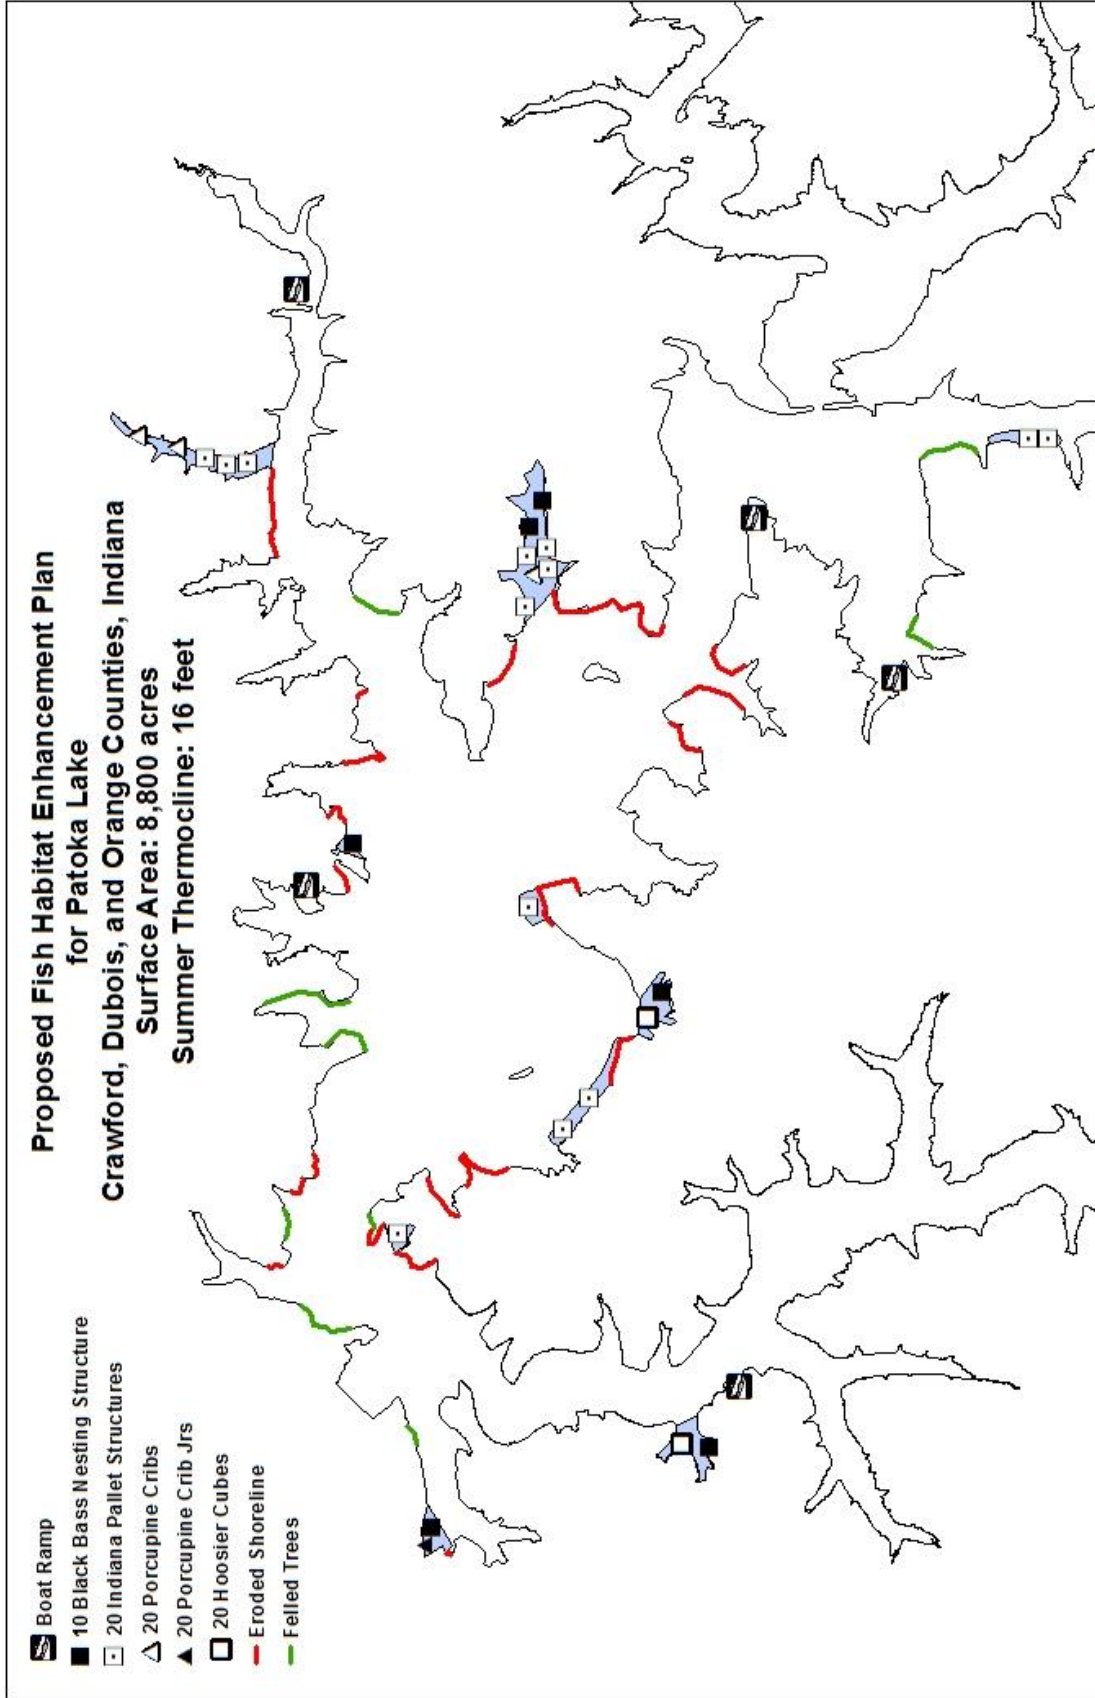 Proposed Fish Habitat Enhancement Plan
for Patoka Lake
Crawford, Dubois, and Orange Counties, Indiana
Surface Area: 8,800 acres
Summer Thermocline: 16 feet
Boat Ramp
10 Black Bass Nesting Structure
20 Indiana Pallet Structures
20 Porcupine Cribs
20 Porcupine Crib Jrs
20 Hoosier Cubes
Eroded Shoreline
Felled Trees